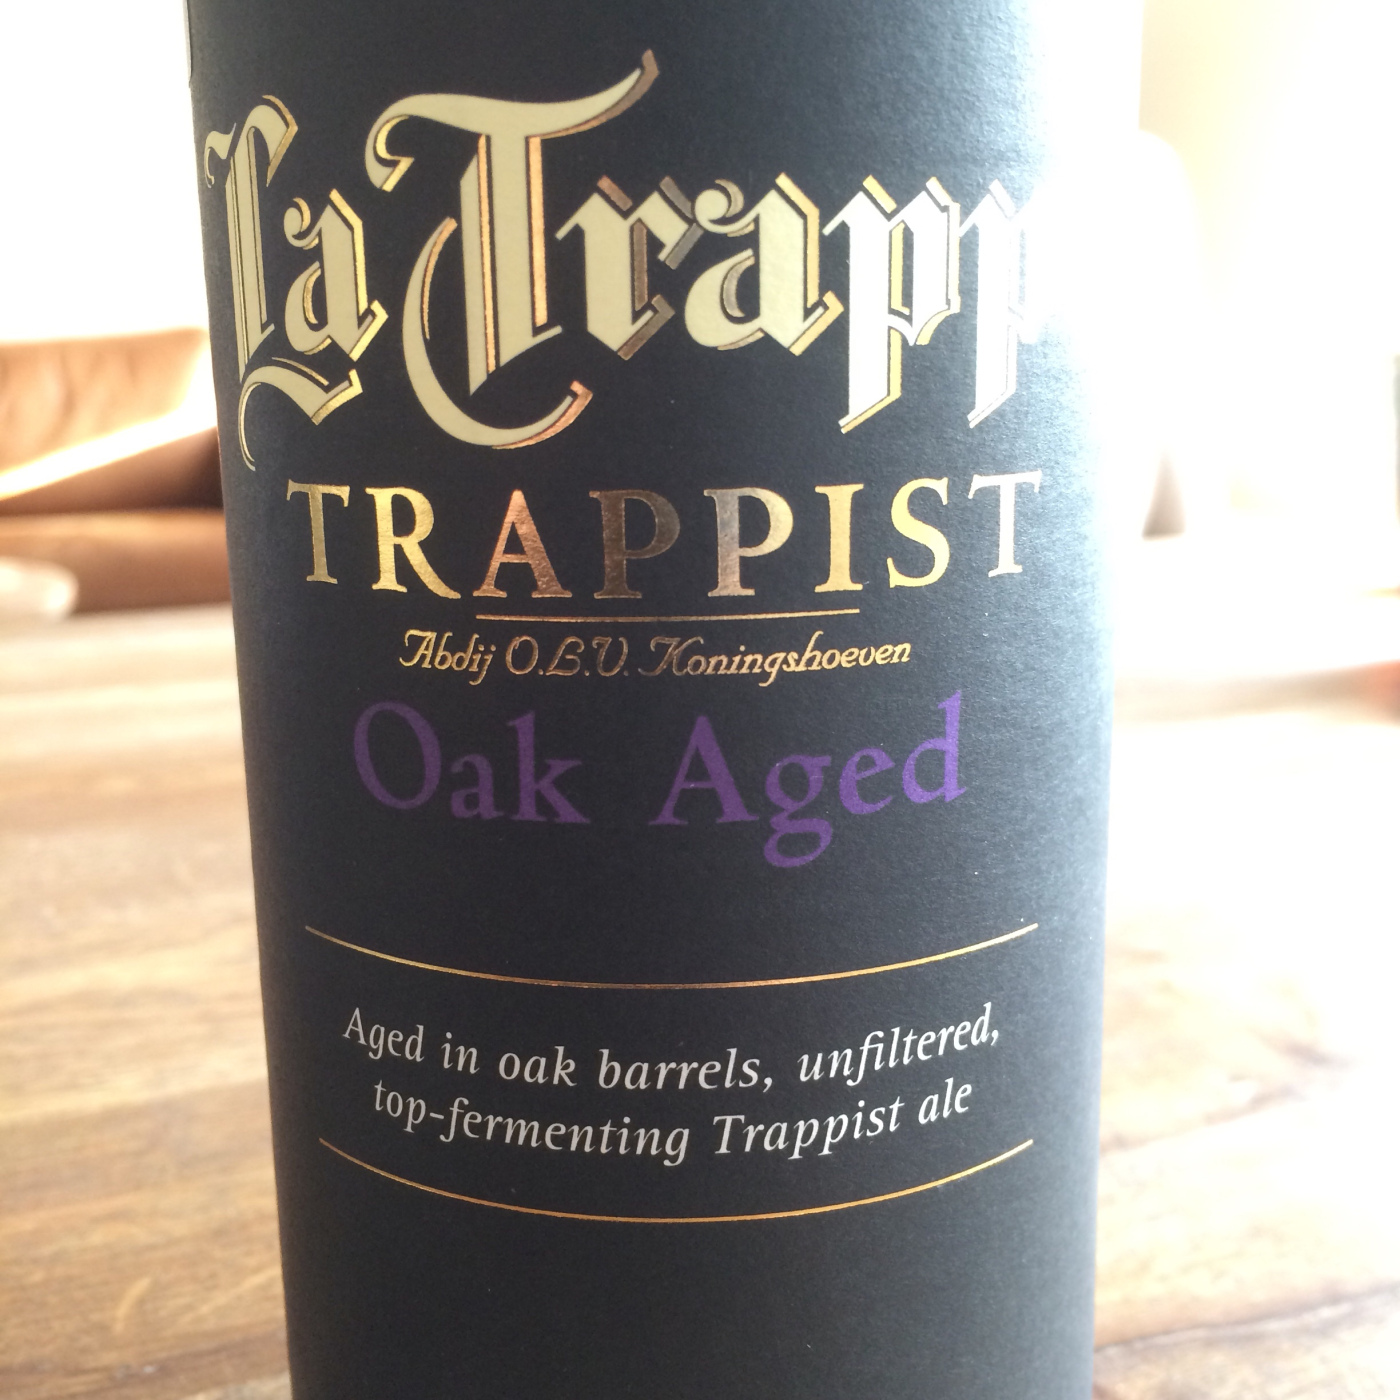 La Trapp
TRAPPIST
Abdij O.L.V. Koningshoeven
Oak Aged
Aged in oak barrels, unfiltered,
top-fermenting Trappist ale